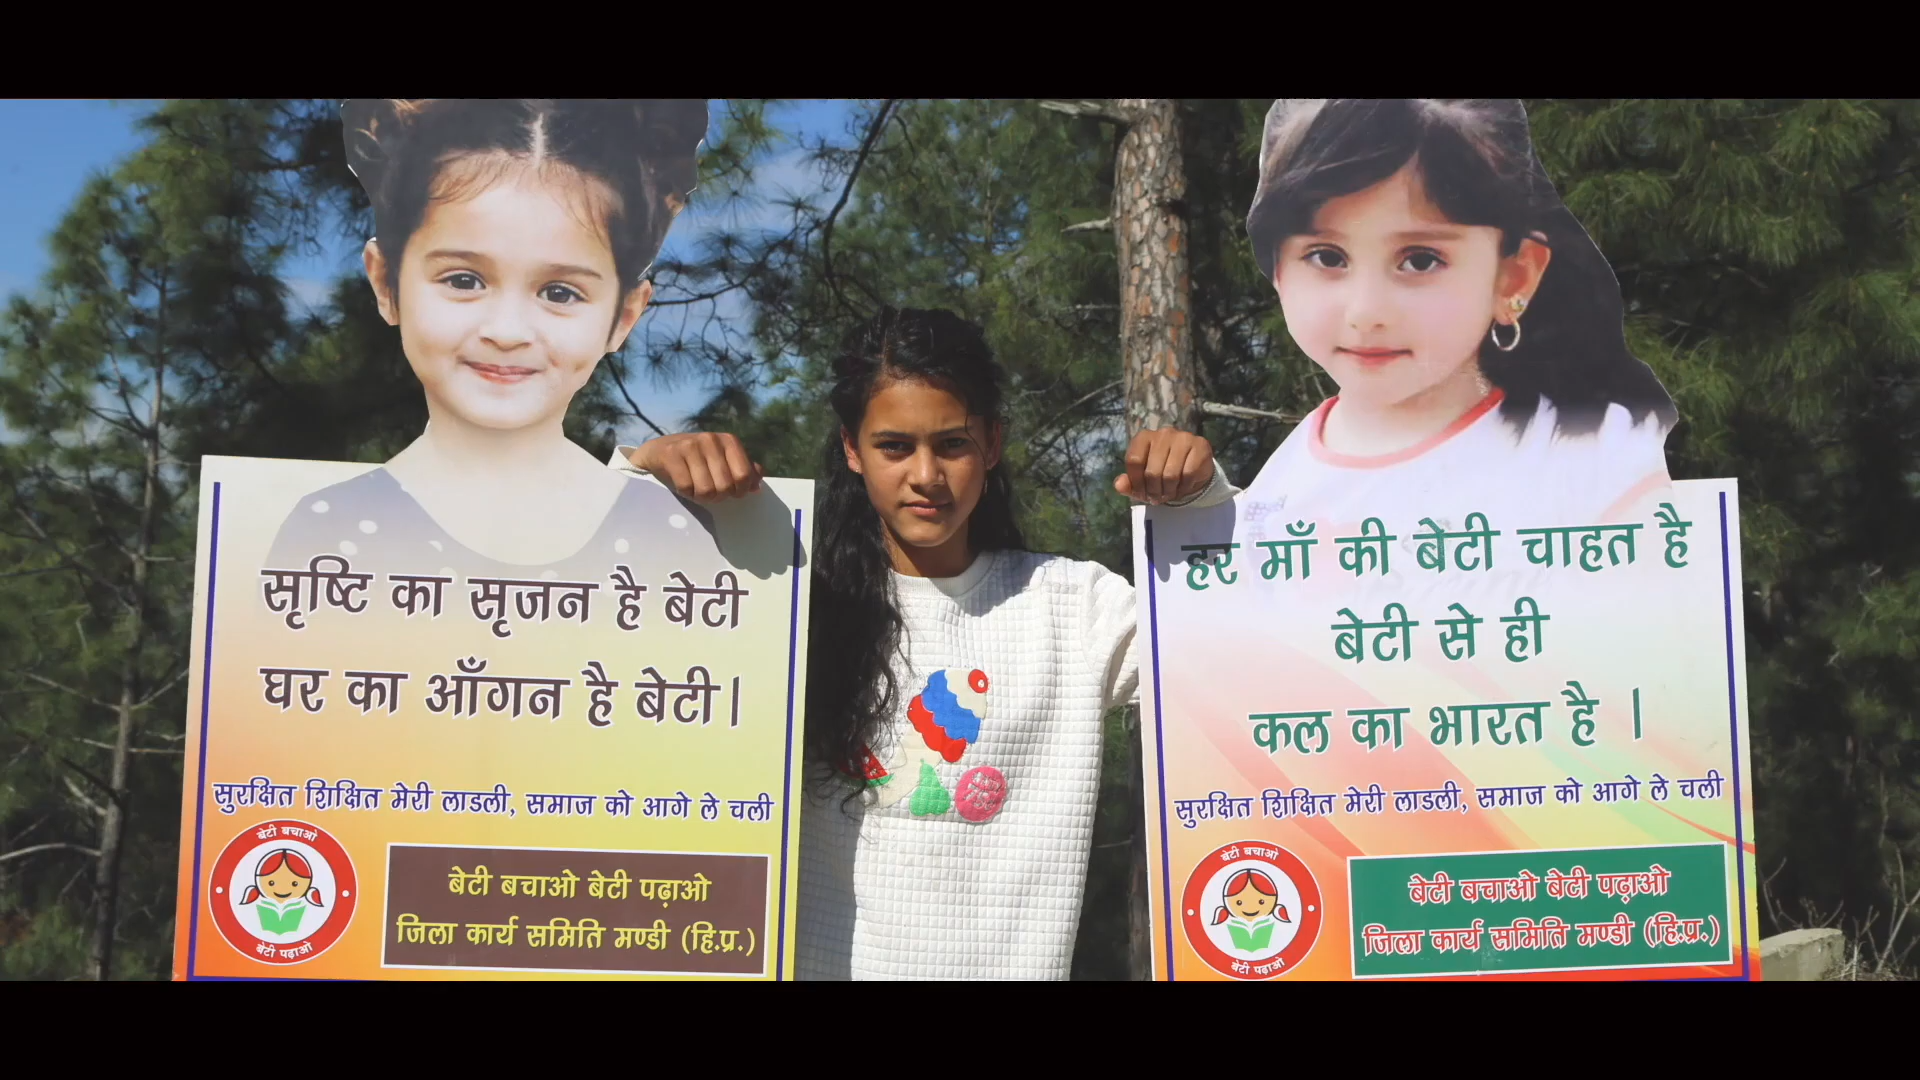 सृष्टि का सृजन है बेटी
घर का आँगन है बेटी।
सुरक्षित शिक्षित मेरी लाडली, समाज को आगे ले चली
बेटी बचाओ
बेटी पढ़ाओ
बेटी बचाओ बेटी पढ़ाओ
जिला कार्य समिति मण्डी (हि.प्र.)
हर माँ की बेटी चाहत है
बेटी से ही
कल का भारत है ।
सुरक्षित शिक्षित मेरी लाडली, समाज को आगे ले चली
बेटी बचाओ
बेटी पढ़ाओ
बेटी बचाओ बेटी पढ़ाओ
जिला कार्य समिति मण्डी (हि.प्र.)